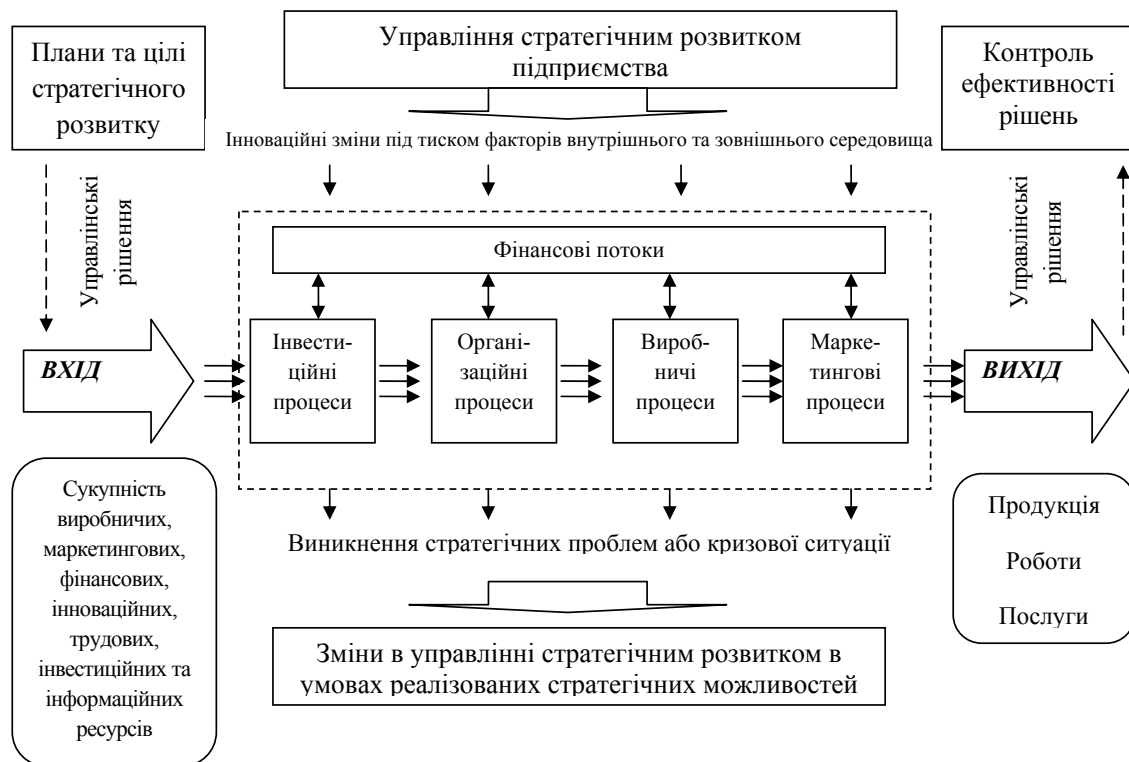 Плани та цілі
стратегічного
розвитку
Управління стратегічним розвитком
підприємства
Контроль
ефективності
рішень
Інноваційні зміни під тиском факторів внутрішнього та зовнішнього середовища
Управлінські
рішення
Управлінські
рішення
Фінансові потоки
ВХІД
Інвести-
ційні
процеси
Органі-
заційні
процеси
Вироб-
ничі
процеси
Марке-
тингові
процеси
ВИХІД
Сукупність
виробничих,
маркетингових,
фінансових,
інноваційних,
трудових,
інвестиційних та
інформаційних
ресурсів
Продукція
Роботи
Послуги
Виникнення стратегічних проблем або кризової ситуації
Зміни в управлінні стратегічним розвитком в
умовах реалізованих стратегічних можливостей